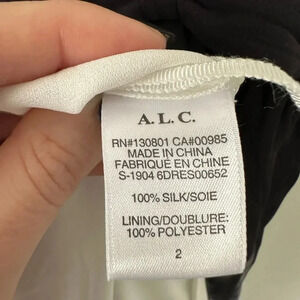 A.L.C.
RN#130801 CA#00985
MADE IN CHINA
FABRIQUÉ EN CHINE
S-1904 6DRES00652
100% SILK/SOIE
LINING/DOUBLURE:
100% POLYESTER
2